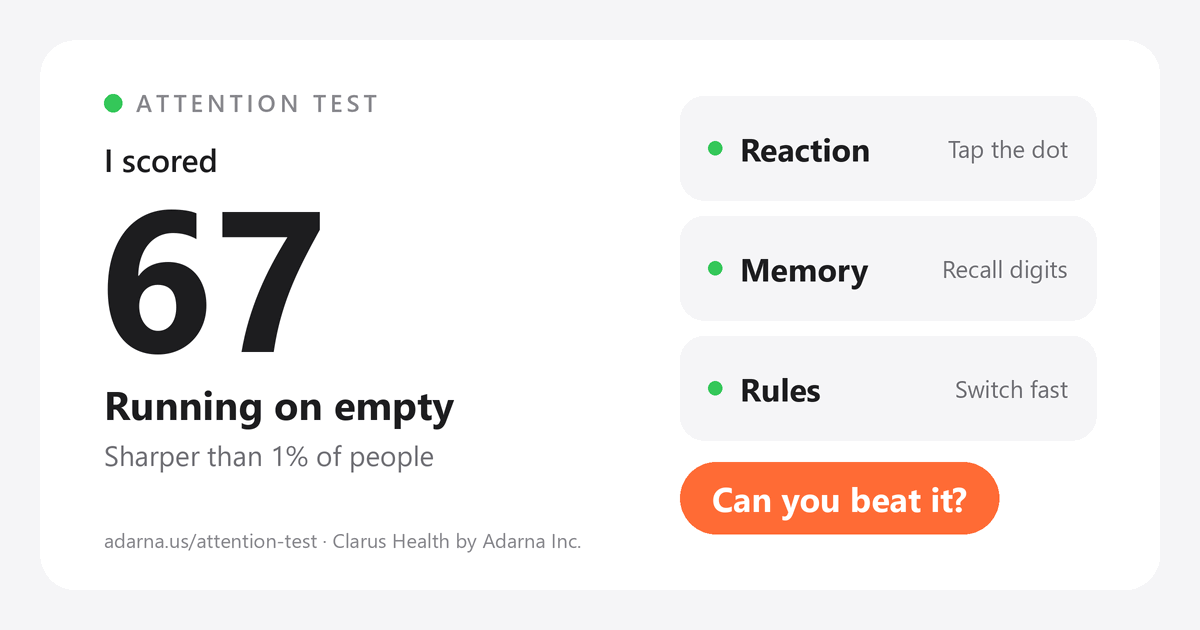 ATTENTION TEST
I scored
67
Running on empty
Sharper than 1% of people
adarna.us/attention-test · Clarus Health by Adarna Inc.
Reaction Tap the dot
Memory Recall digits
Rules Switch fast
Can you beat it?